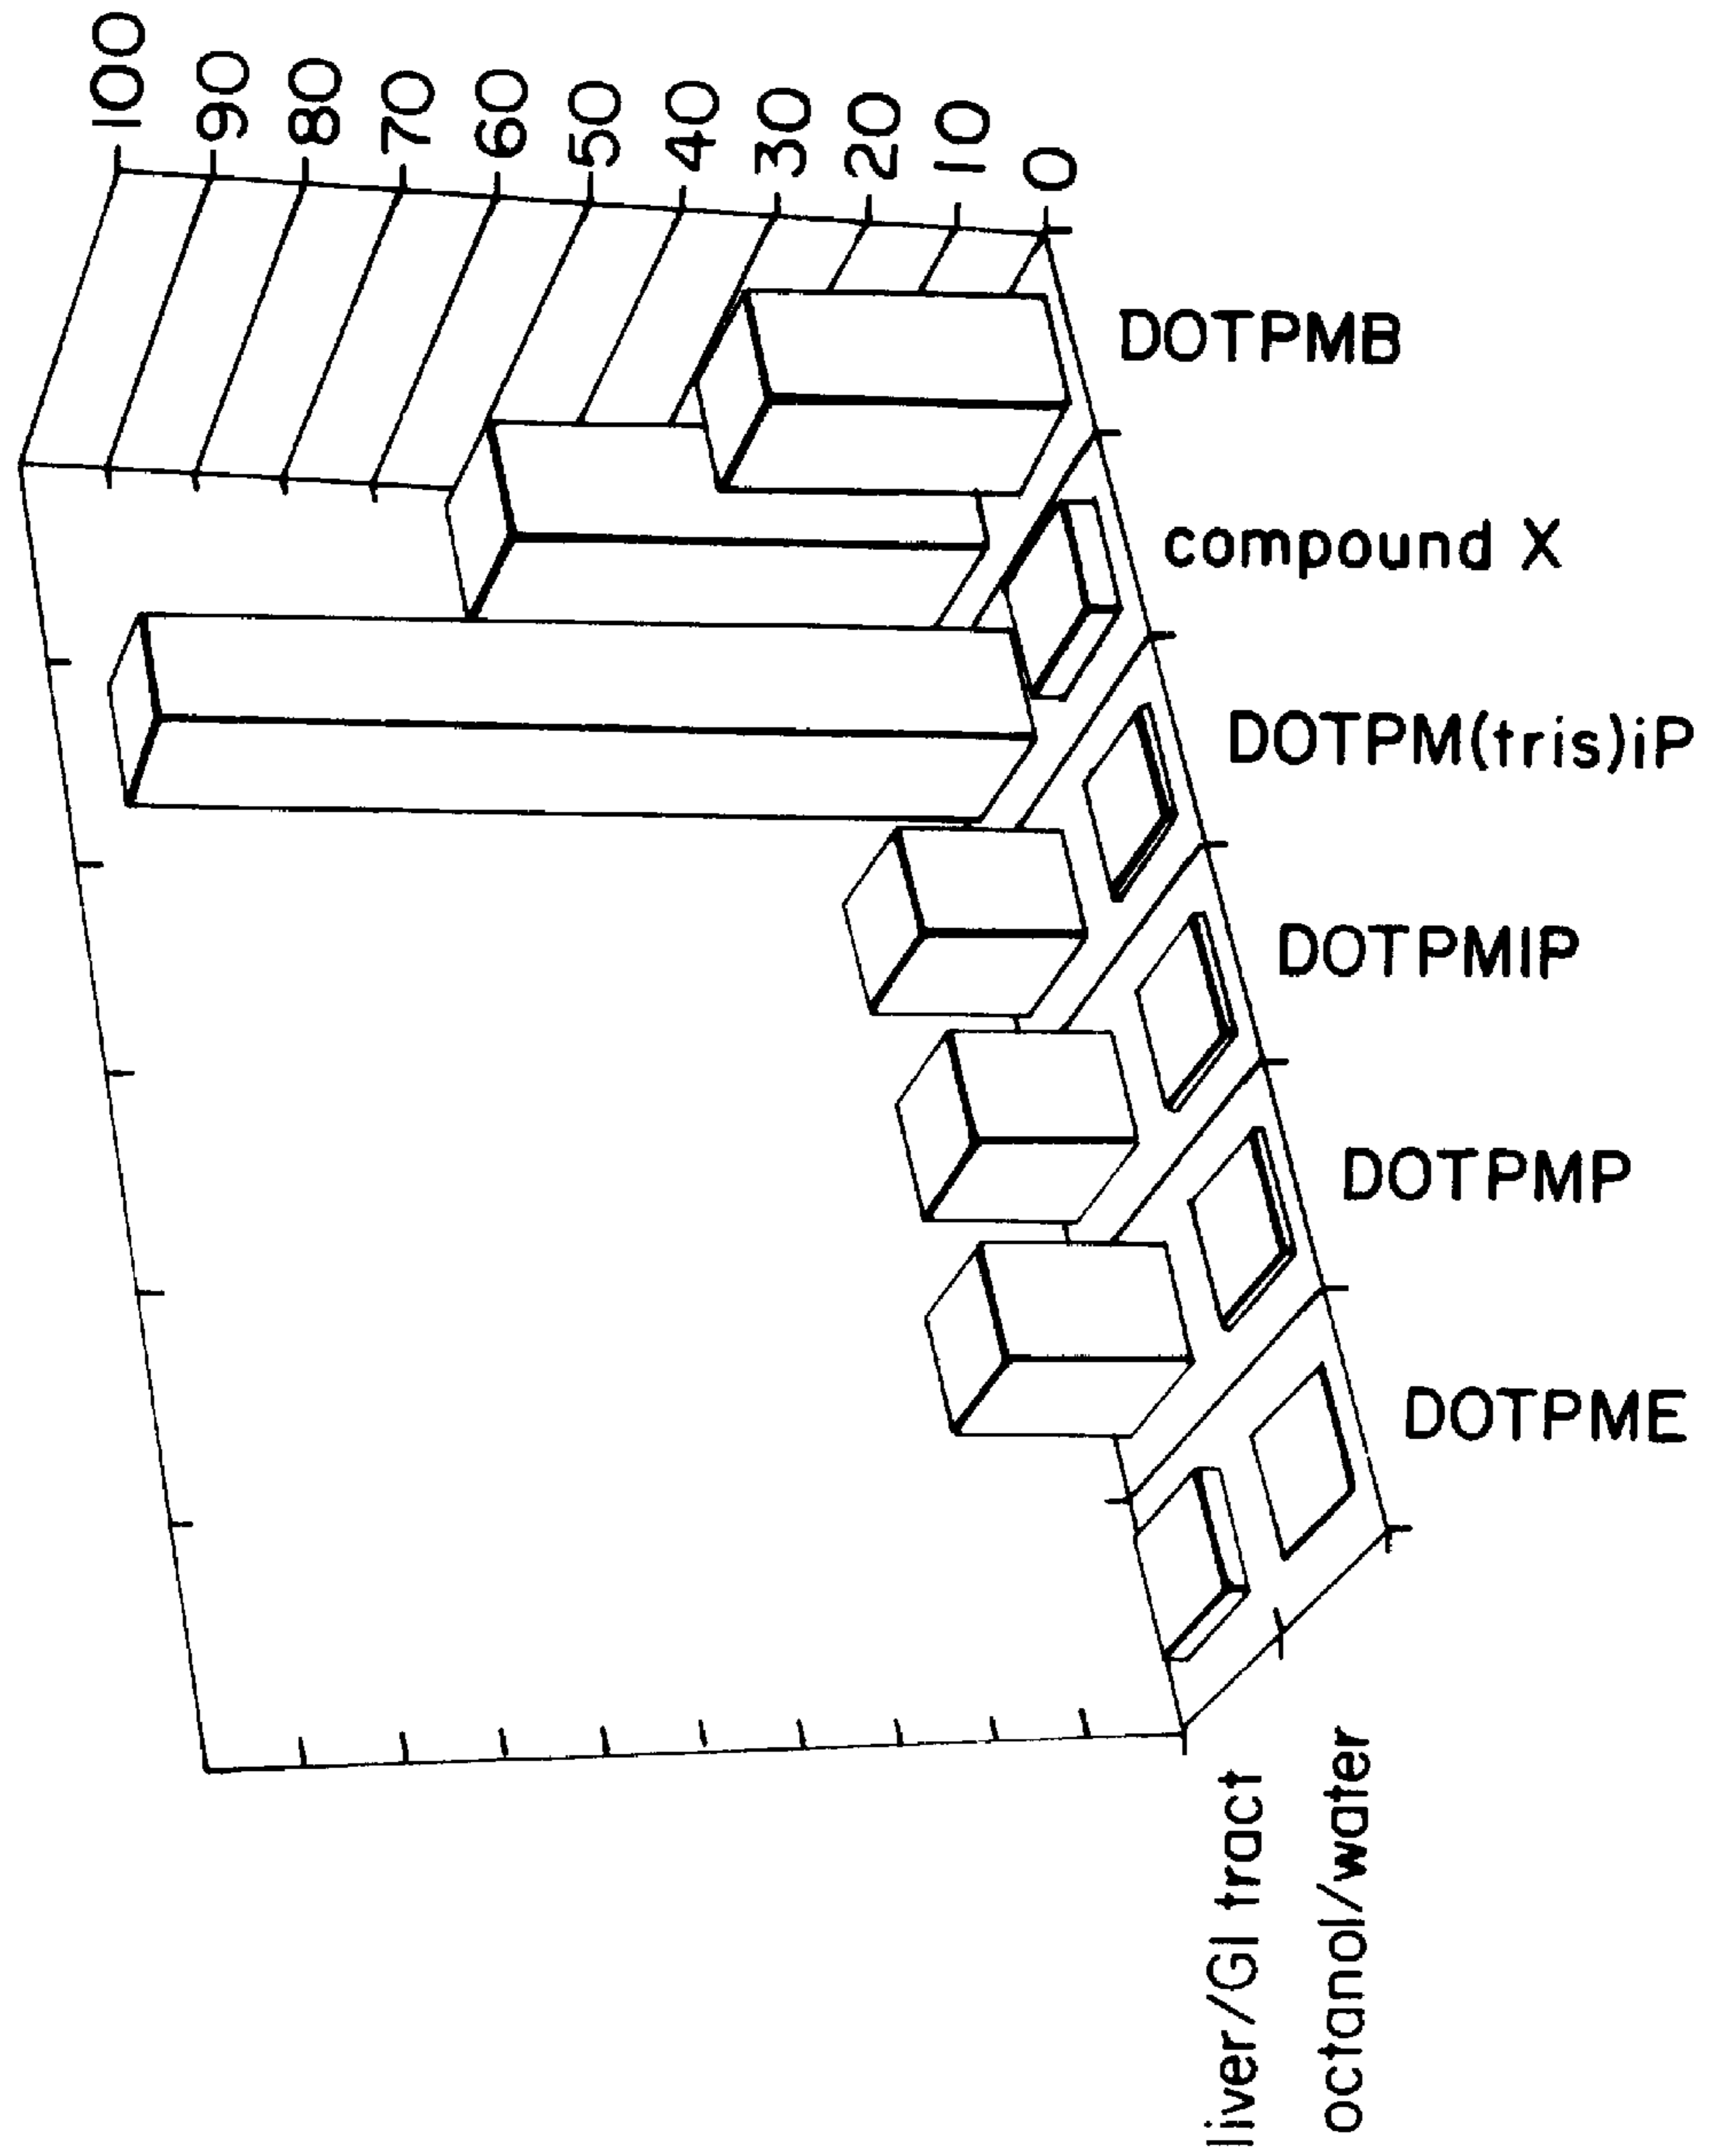 100
90
80
70
60
50
40
30
20
10
0
DOTPMB
compound X
DOTPM(tris)iP
DOTPMIP
DOTPMP
DOTPME
liver/GI tract
octanol/water